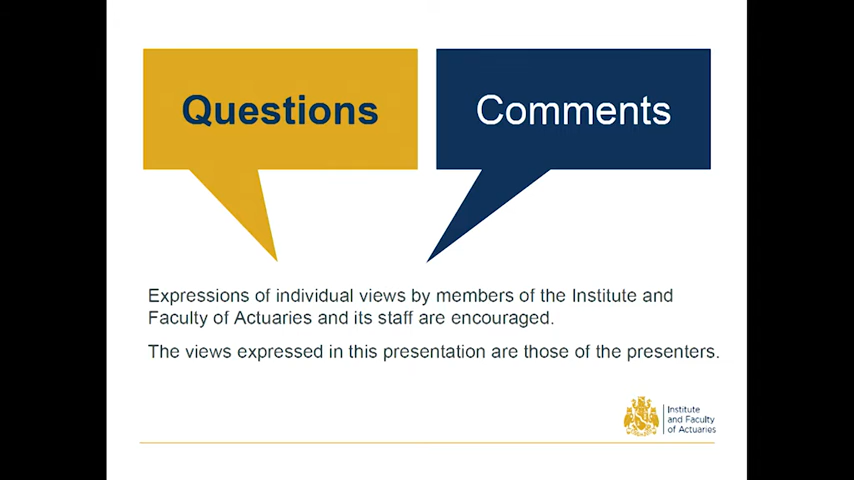 Questions
Comments
Expressions of individual views by members of the Institute and
Faculty of Actuaries and its staff are encouraged.
The views expressed in this presentation are those of the presenters.
Institute
and Faculty
of Actuaries